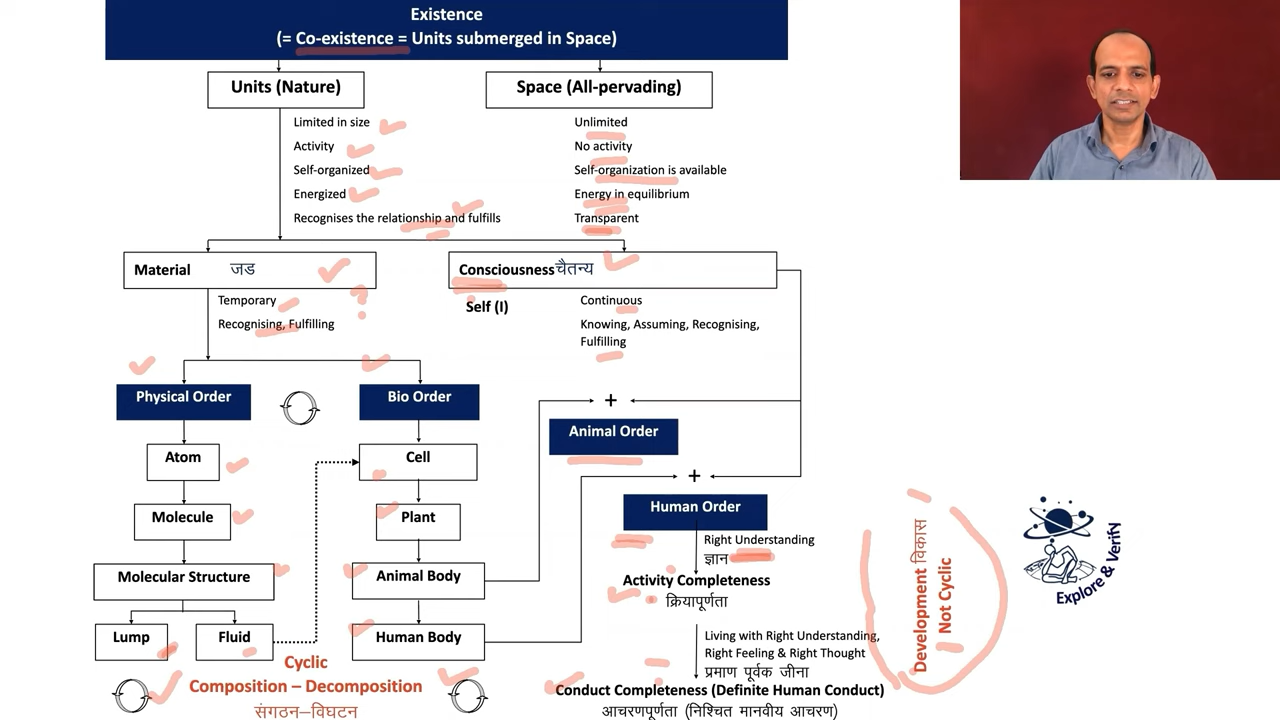 Existence
(= Co-existence = Units submerged in Space)
Units (Nature)
Space (All-pervading)
Limited in size
Activity
Self-organized
Energized
Recognises the relationship and fulfills
Unlimited
No activity
Self-organization is available
Energy in equilibrium
Transparent
Material जड
Consciousness चैतन्य
Temporary
Recognising, Fulfilling
?
Self (I)
Continuous
Knowing, Assuming, Recognising,
Fulfilling
Physical Order
Bio Order
+
Animal Order
Atom
Cell
+
Human Order
Molecule
Plant
Right Understanding
ज्ञान
Molecular Structure
Animal Body
Activity Completeness
क्रियापूर्णता
Lump
Fluid
Human Body
Living with Right Understanding,
Right Feeling & Right Thought
प्रमाण पूर्वक जीना
Cyclic
Composition – Decomposition
संगठन–विघटन
Conduct Completeness (Definite Human Conduct)
आचरणपूर्णता (निश्चित मानवीय आचरण)
Development विकास
Not Cyclic
Explore & Verify